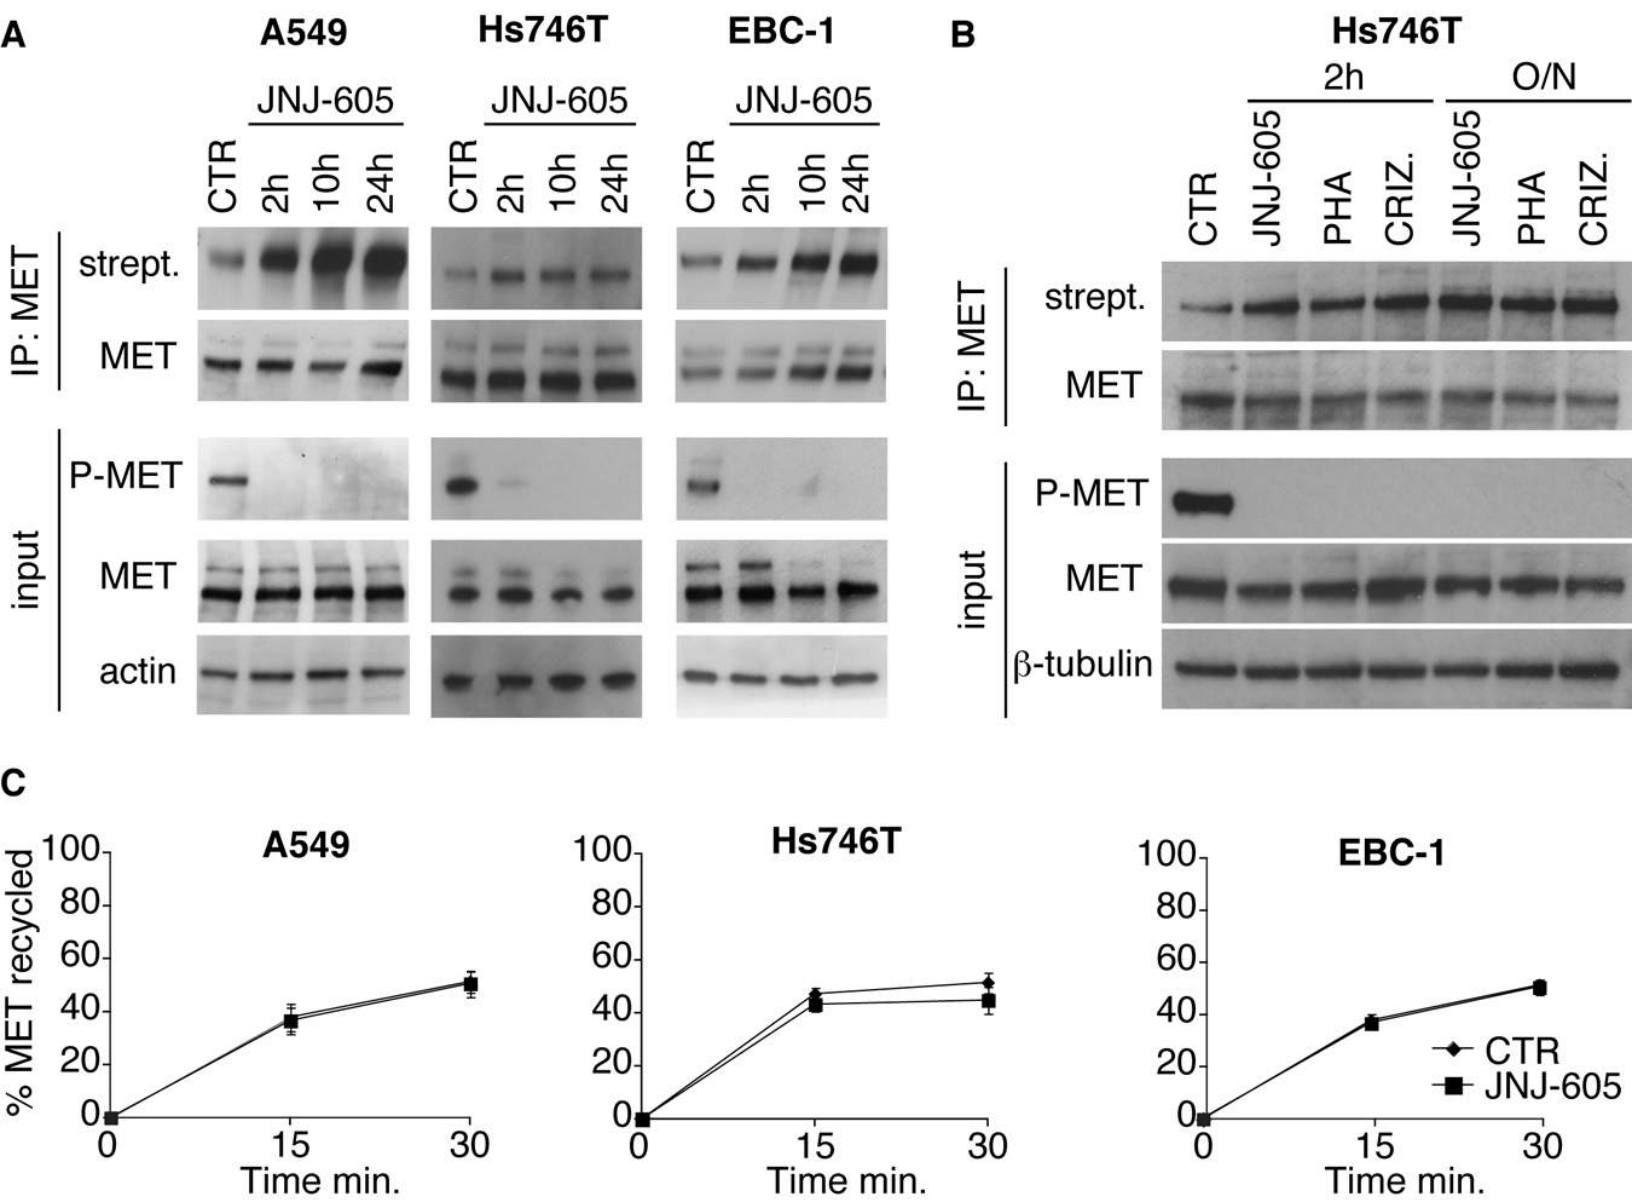 A
A549
Hs746T
EBC-1
JNJ-605
JNJ-605
JNJ-605
CTR
2h
10h
24h
CTR
2h
10h
24h
CTR
2h
10h
24h
IP: MET
strept.
MET
input
P-MET
MET
actin
B
Hs746T
2h
O/N
CTR
JNJ-605
PHA
CRIZ.
JNJ-605
PHA
CRIZ.
IP: MET
strept.
MET
input
P-MET
MET
β-tubulin
C
% MET recycled
A549
100
80
60
40
20
0
0
15
30
Time min.
Hs746T
100
80
60
40
20
0
0
15
30
Time min.
EBC-1
100
80
60
40
20
0
0
15
30
Time min.
CTR
JNJ-605